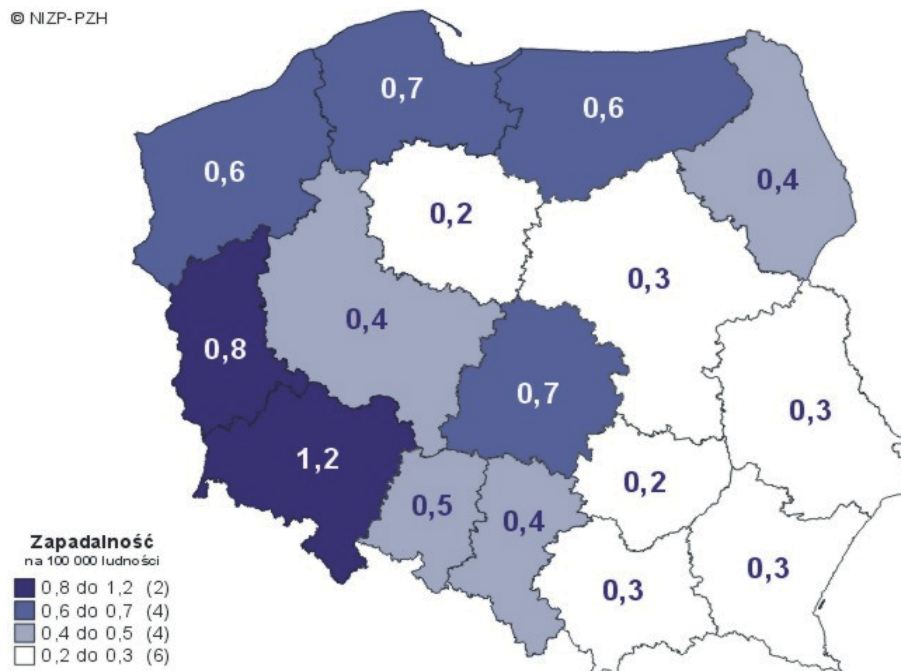 © NIZP-PZH
0,7
0,6
0,6
0,4
0,2
0,3
0,4
0,8
0,7
0,3
1,2
0,2
0,5
0,4
0,3
0,3
Zapadalność
na 100 000 ludności
0,8 do 1,2 (2)
0,6 do 0,7 (4)
0,4 do 0,5 (4)
0,2 do 0,3 (6)